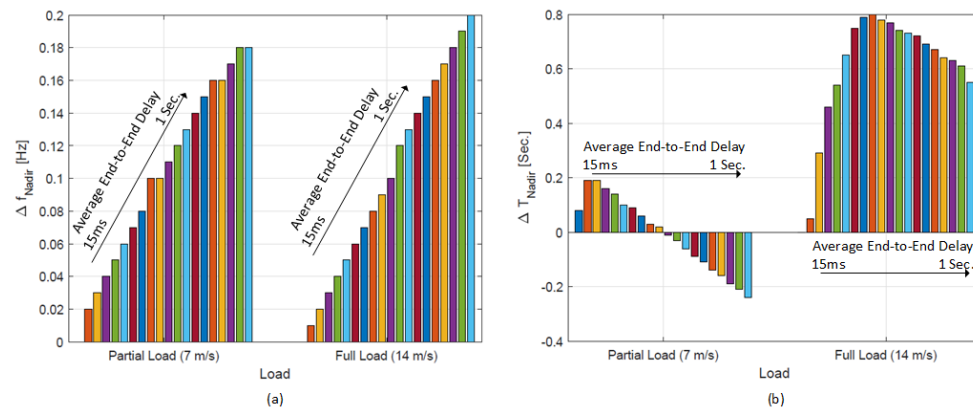 0.2
0.18
0.16
0.14
0.12
0.1
0.08
0.06
0.04
0.02
0
Δ f_Nadir [Hz]
Average End-to-End Delay
15ms 1 Sec.
Average End-to-End Delay
15ms 1 Sec.
Partial Load (7 m/s) Full Load (14 m/s)
Load
(a)
0.8
0.6
0.4
0.2
0
-0.2
-0.4
Δ T_Nadir [Sec.]
Average End-to-End Delay
15ms 1 Sec.
Average End-to-End Delay
15ms 1 Sec.
Partial Load (7 m/s) Full Load (14 m/s)
Load
(b)